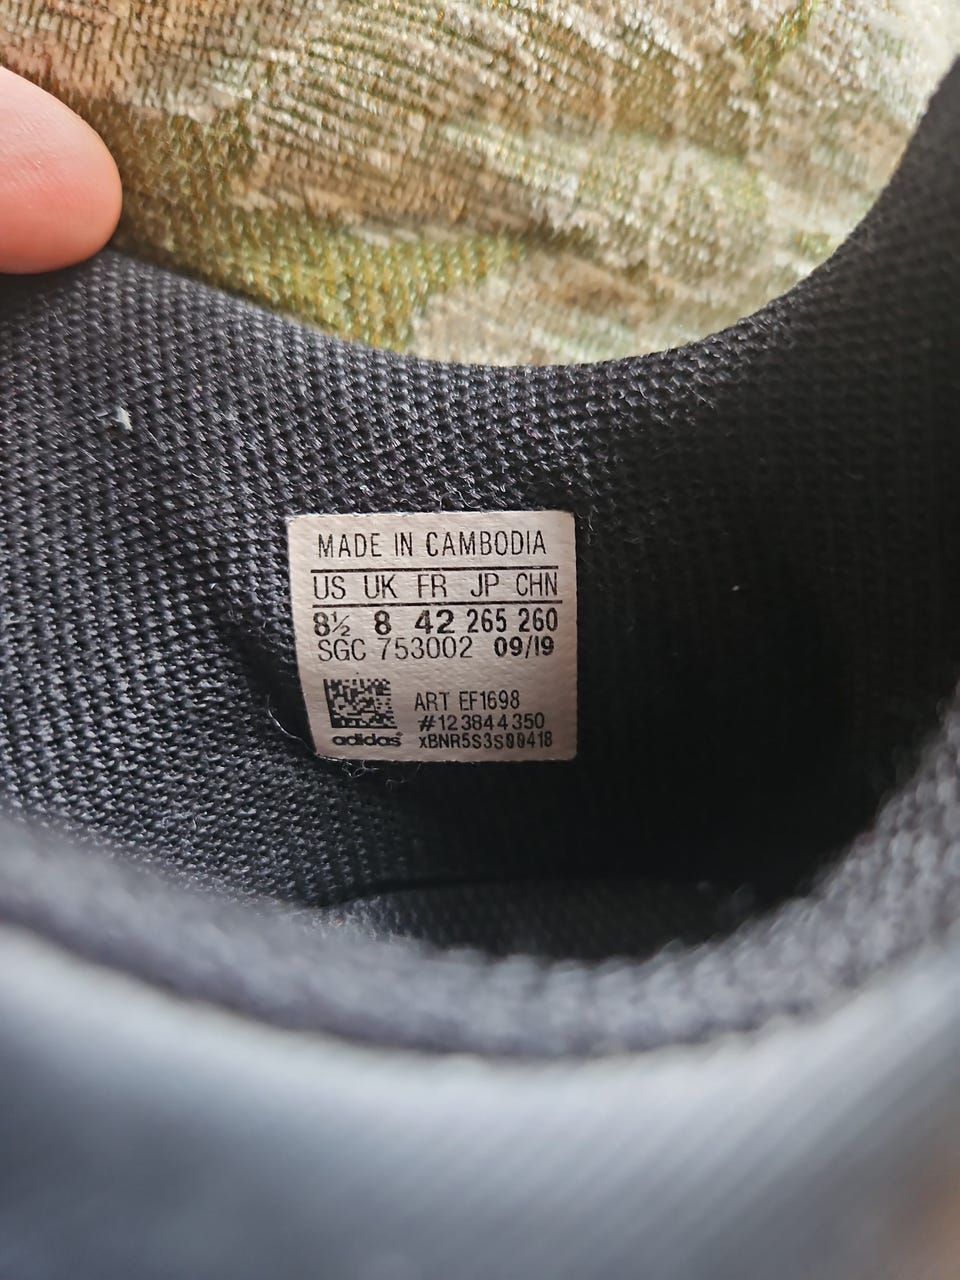 MADE IN CAMBODIA
US UK FR JP CHN
8½ 8 42 265 260
SGC 753002 09/19
ART EF1698
#123844350
adidas xBNR5S3S00418